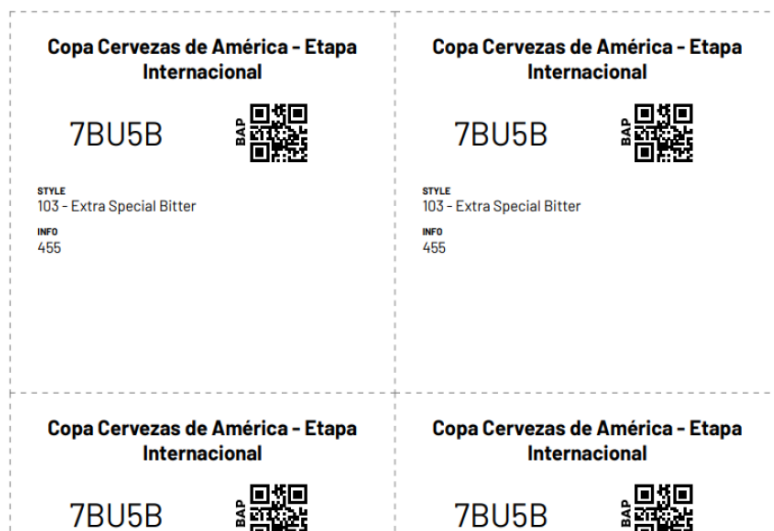 Copa Cervezas de América - Etapa
Internacional
7BU5B
BAP
STYLE
103 - Extra Special Bitter
INFO
455
Copa Cervezas de América - Etapa
Internacional
7BU5B
BAP
STYLE
103 - Extra Special Bitter
INFO
455
Copa Cervezas de América - Etapa
Internacional
7BU5B
BAP
Copa Cervezas de América - Etapa
Internacional
7BU5B
BAP